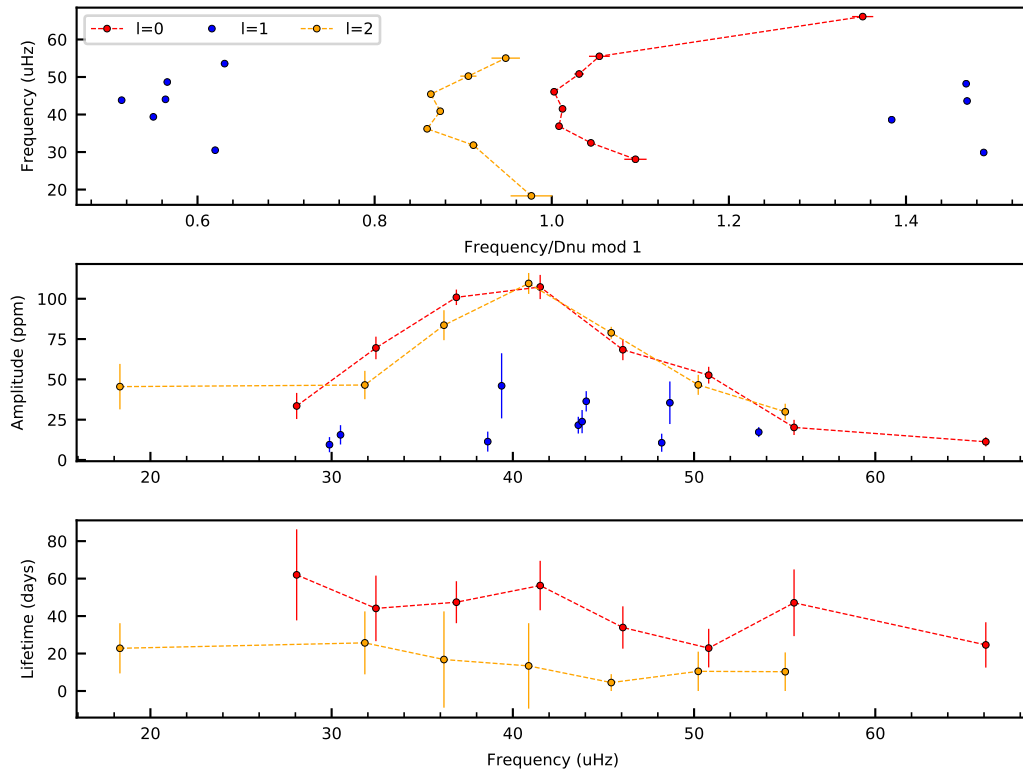 l=0 l=1 l=2
Frequency (uHz)
60
50
40
30
20
0.6 0.8 1.0 1.2 1.4
Frequency/Dnu mod 1
Amplitude (ppm)
100
75
50
25
0
20 30 40 50 60
Lifetime (days)
80
60
40
20
0
20 30 40 50 60
Frequency (uHz)